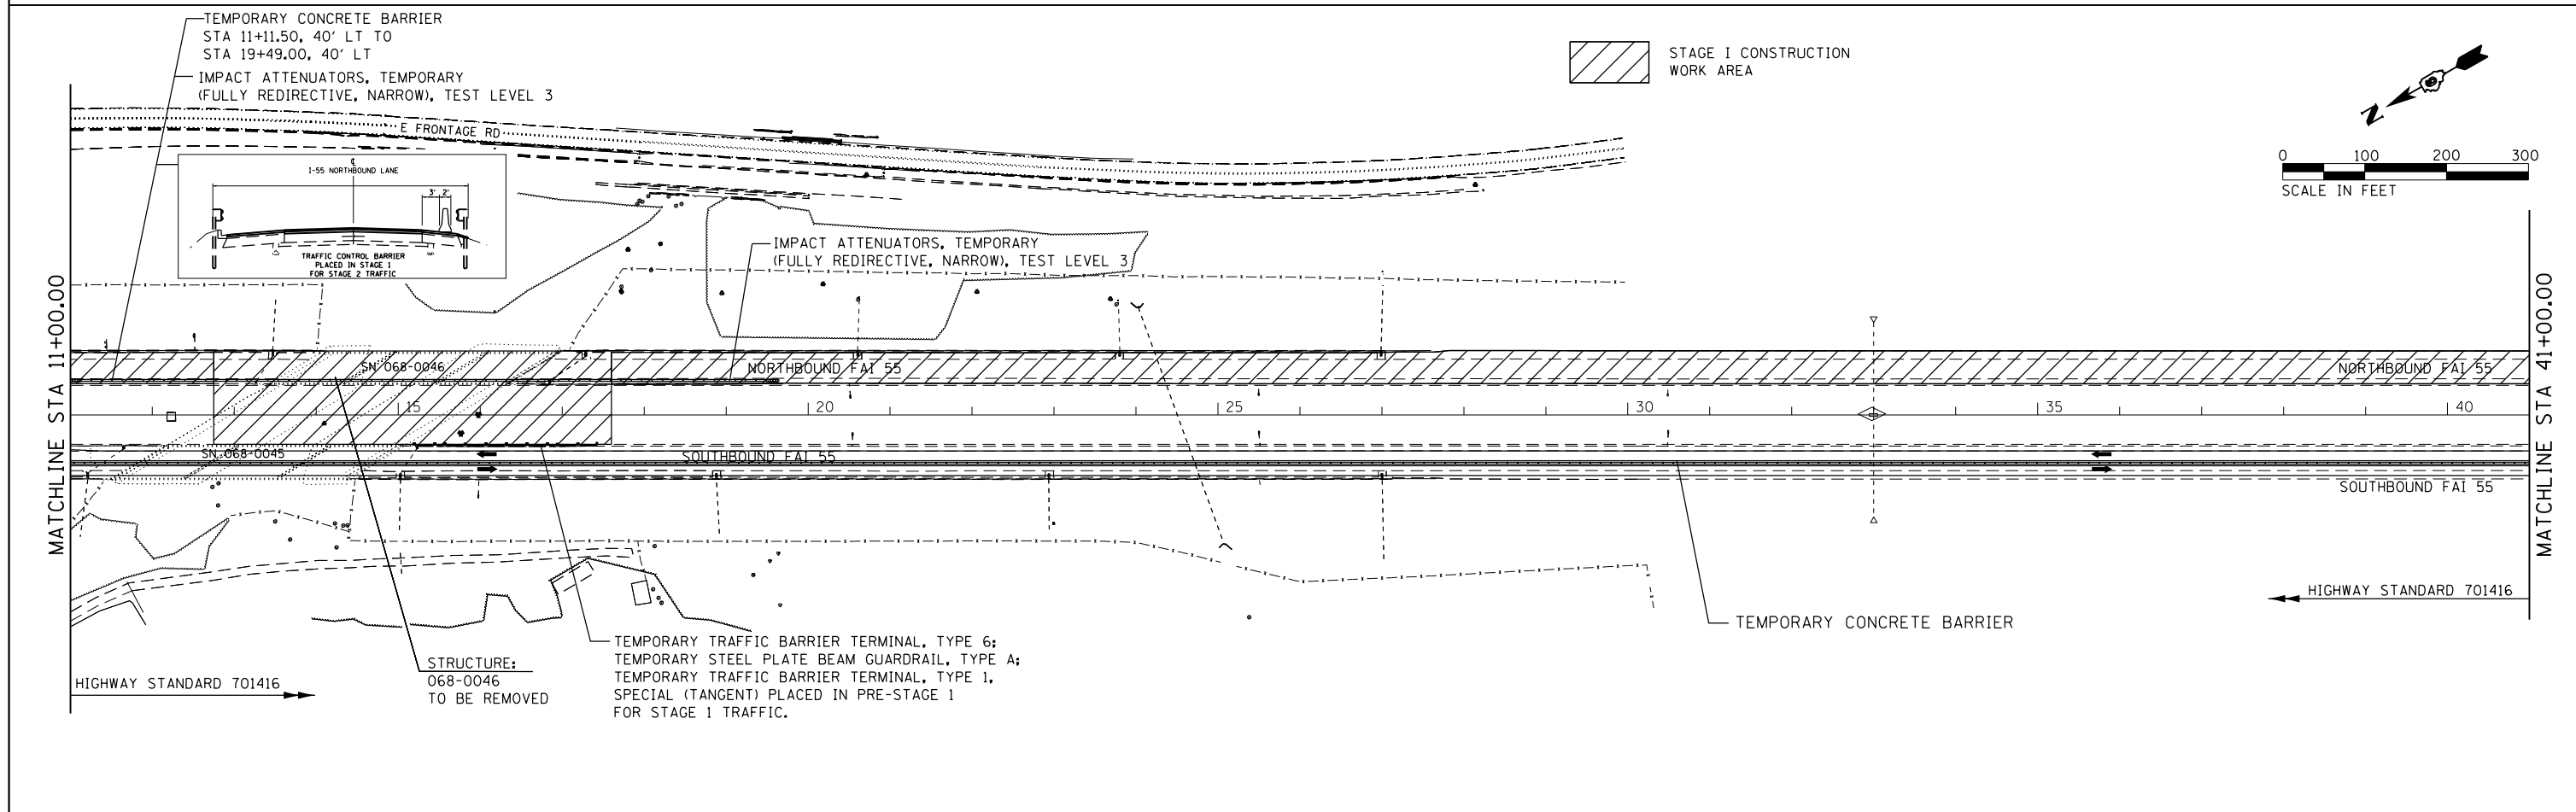 TEMPORARY CONCRETE BARRIER
STA 11+11.50, 40' LT TO
STA 19+49.00, 40' LT
IMPACT ATTENUATORS, TEMPORARY
(FULLY REDIRECTIVE, NARROW), TEST LEVEL 3
STAGE I CONSTRUCTION
WORK AREA
N
0 100 200 300
SCALE IN FEET
E FRONTAGE RD
℄
I-55 NORTHBOUND LANE
3' 2'
TRAFFIC CONTROL BARRIER
PLACED IN STAGE 1
FOR STAGE 2 TRAFFIC
IMPACT ATTENUATORS, TEMPORARY
(FULLY REDIRECTIVE, NARROW), TEST LEVEL 3
MATCHLINE STA 11+00.00
MATCHLINE STA 41+00.00
SN: 068-0046
NORTHBOUND FAI 55
NORTHBOUND FAI 55
15 20 25 30 35 40
SN: 068-0045
SOUTHBOUND FAI 55
SOUTHBOUND FAI 55
HIGHWAY STANDARD 701416
TEMPORARY CONCRETE BARRIER
TEMPORARY TRAFFIC BARRIER TERMINAL, TYPE 6;
TEMPORARY STEEL PLATE BEAM GUARDRAIL, TYPE A;
TEMPORARY TRAFFIC BARRIER TERMINAL, TYPE 1,
SPECIAL (TANGENT) PLACED IN PRE-STAGE 1
FOR STAGE 1 TRAFFIC.
STRUCTURE:
068-0046
TO BE REMOVED
HIGHWAY STANDARD 701416